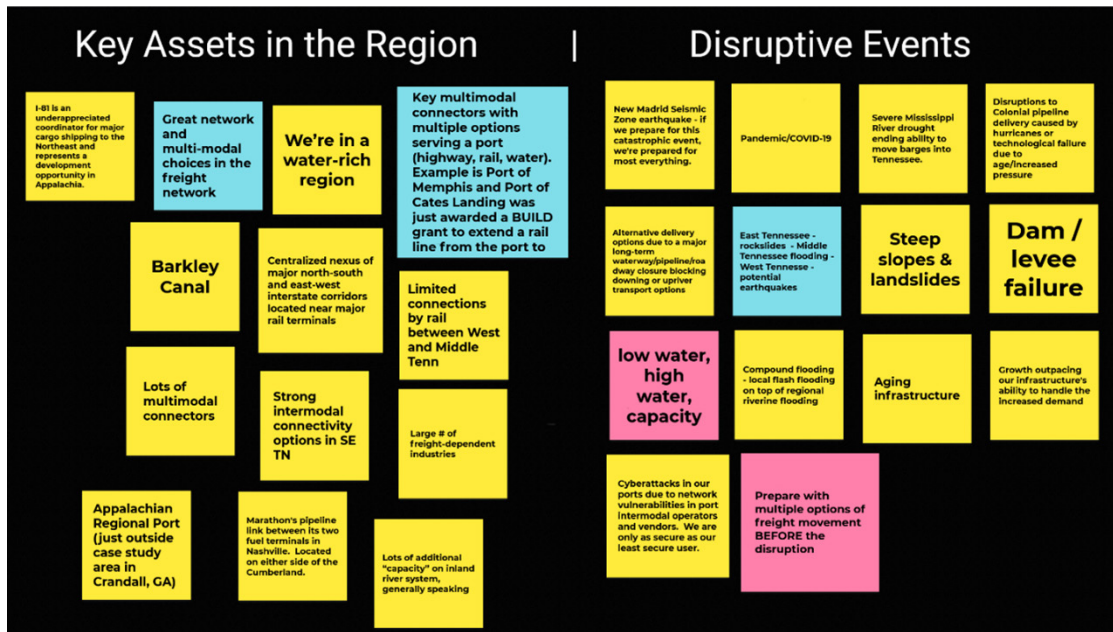 Key Assets in the Region | Disruptive Events
I-81 is an
underappreciated
coordinator for major
cargo shipping to the
Northeast and
represents a
development
opportunity in
Appalachia.
Great network
and
multi-modal
choices in the
freight
network
We're in a
water-rich
region
Key multimodal
connectors with
multiple options
serving a port
(highway, rail, water).
Example is Port of
Memphis and Port of
Cates Landing was
just awarded a BUILD
grant to extend a rail
line from the port to
Barkley
Canal
Centralized nexus of
major north-south
and east-west
interstate corridors
located near major
rail terminals
Limited
connections
by rail
between West
and Middle
Tenn
Lots of
multimodal
connectors
Strong
intermodal
connectivity
options in SE
TN
Large # of
freight-dependent
industries
Appalachian
Regional Port
(just outside
case study
area in
Crandall, GA)
Marathon's pipeline
link between its two
fuel terminals in
Nashville. Located
on either side of the
Cumberland.
Lots of additional
"capacity" on inland
river system,
generally speaking
New Madrid Seismic
Zone earthquake - if
we prepare for this
catastrophic event,
we're prepared for
most everything.
Pandemic/COVID-19
Severe Mississippi
River drought
ending ability to
move barges into
Tennessee.
Disruptions to
Colonial pipeline
delivery caused by
hurricanes or
technological failure
due to
age/increased
pressure
Alternative delivery
options due to a major
long-term
waterway/pipeline/roa
dway closure blocking
downing or upriver
transport options
East Tennessee -
rockslides - Middle
Tennessee flooding -
West Tennesse -
potential
earthquakes
Steep
slopes &
landslides
Dam /
levee
failure
low water,
high
water,
capacity
Compound flooding
- local flash flooding
on top of regional
riverine flooding
Aging
infrastructure
Growth outpacing
our infrastructure's
ability to handle the
increased demand
Cyberattacks in our
ports due to network
vulnerabilities in port
intermodal operators
and vendors. We are
only as secure as our
least secure user.
Prepare with
multiple options of
freight movement
BEFORE the
disruption